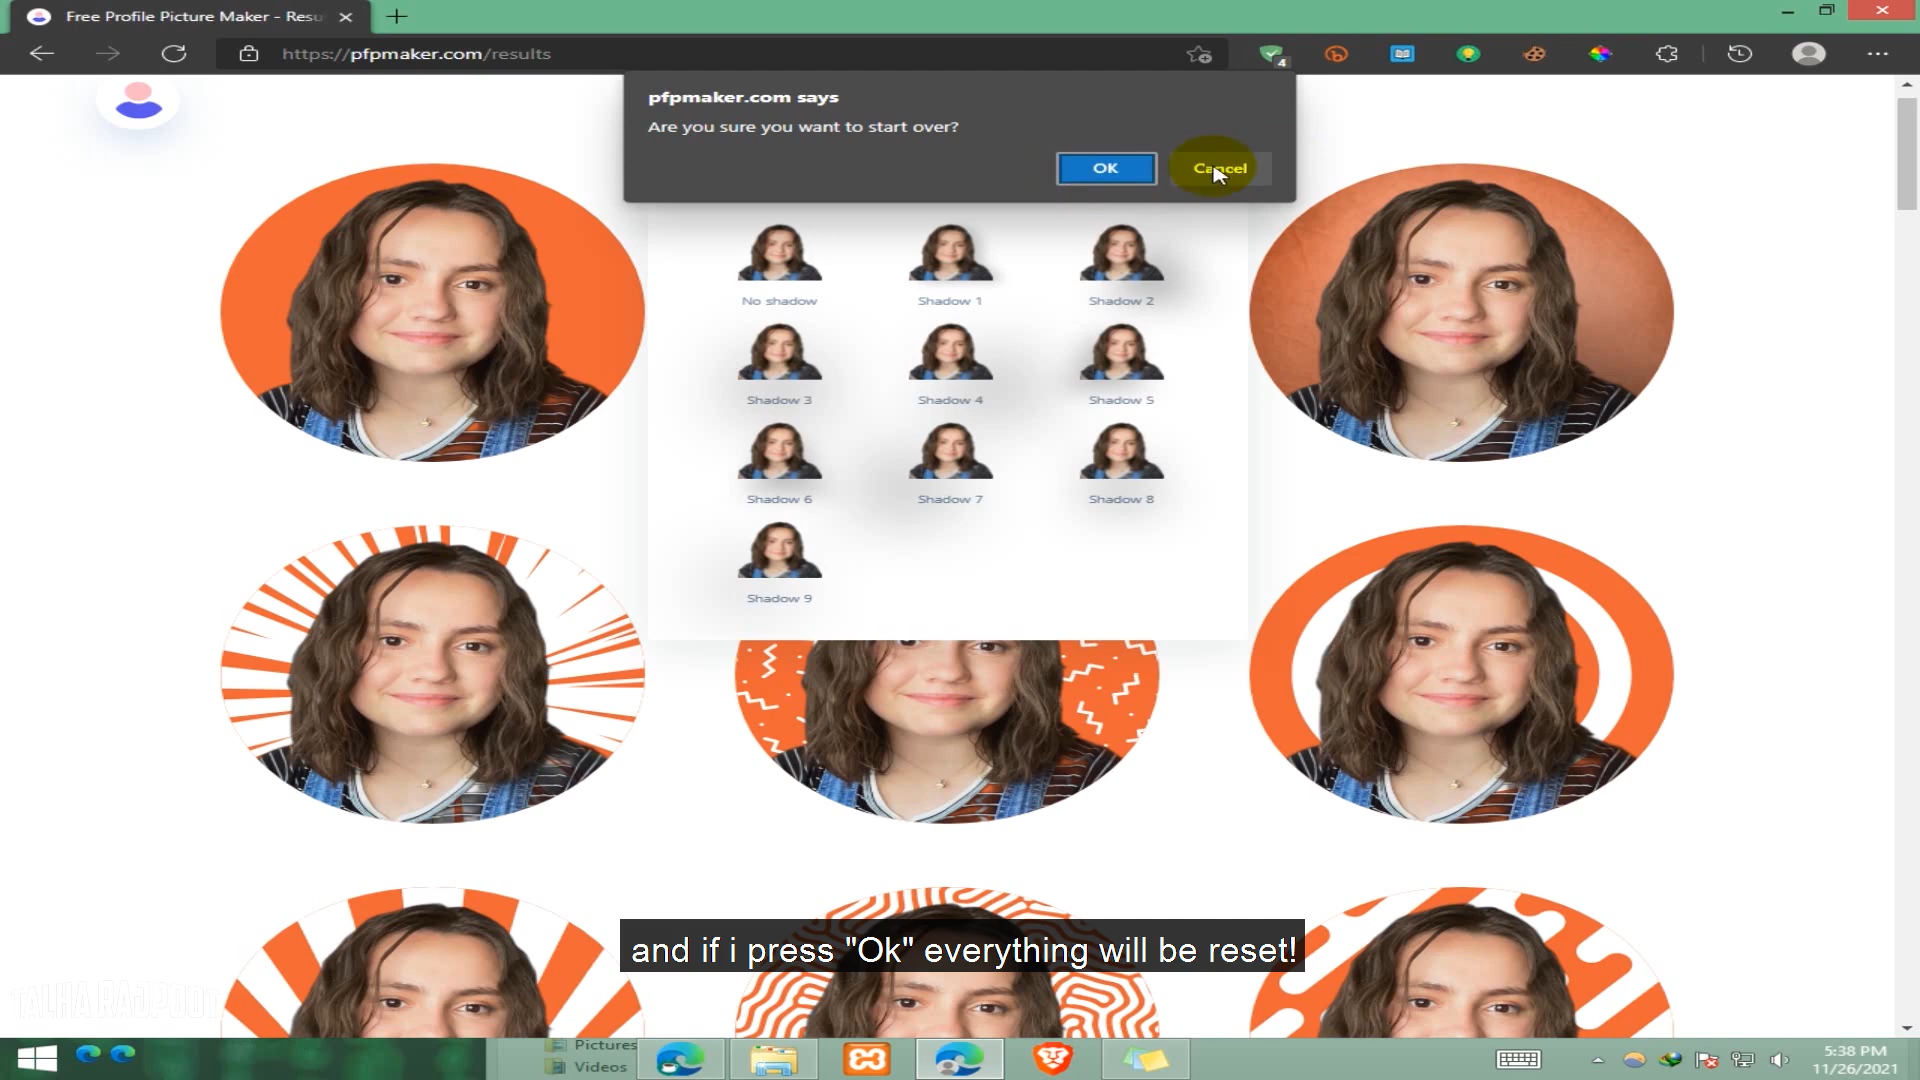 Free Profile Picture Maker - Resu
https://pfpmaker.com/results
4
pfpmaker.com says
Are you sure you want to start over?
OK
Cancel
No shadow
Shadow 1
Shadow 2
Shadow 3
Shadow 4
Shadow 5
Shadow 6
Shadow 7
Shadow 8
Shadow 9
and if i press "Ok" everything will be reset!
TALHA RAJPOOT
Pictures
Videos
5:38 PM
11/26/2021